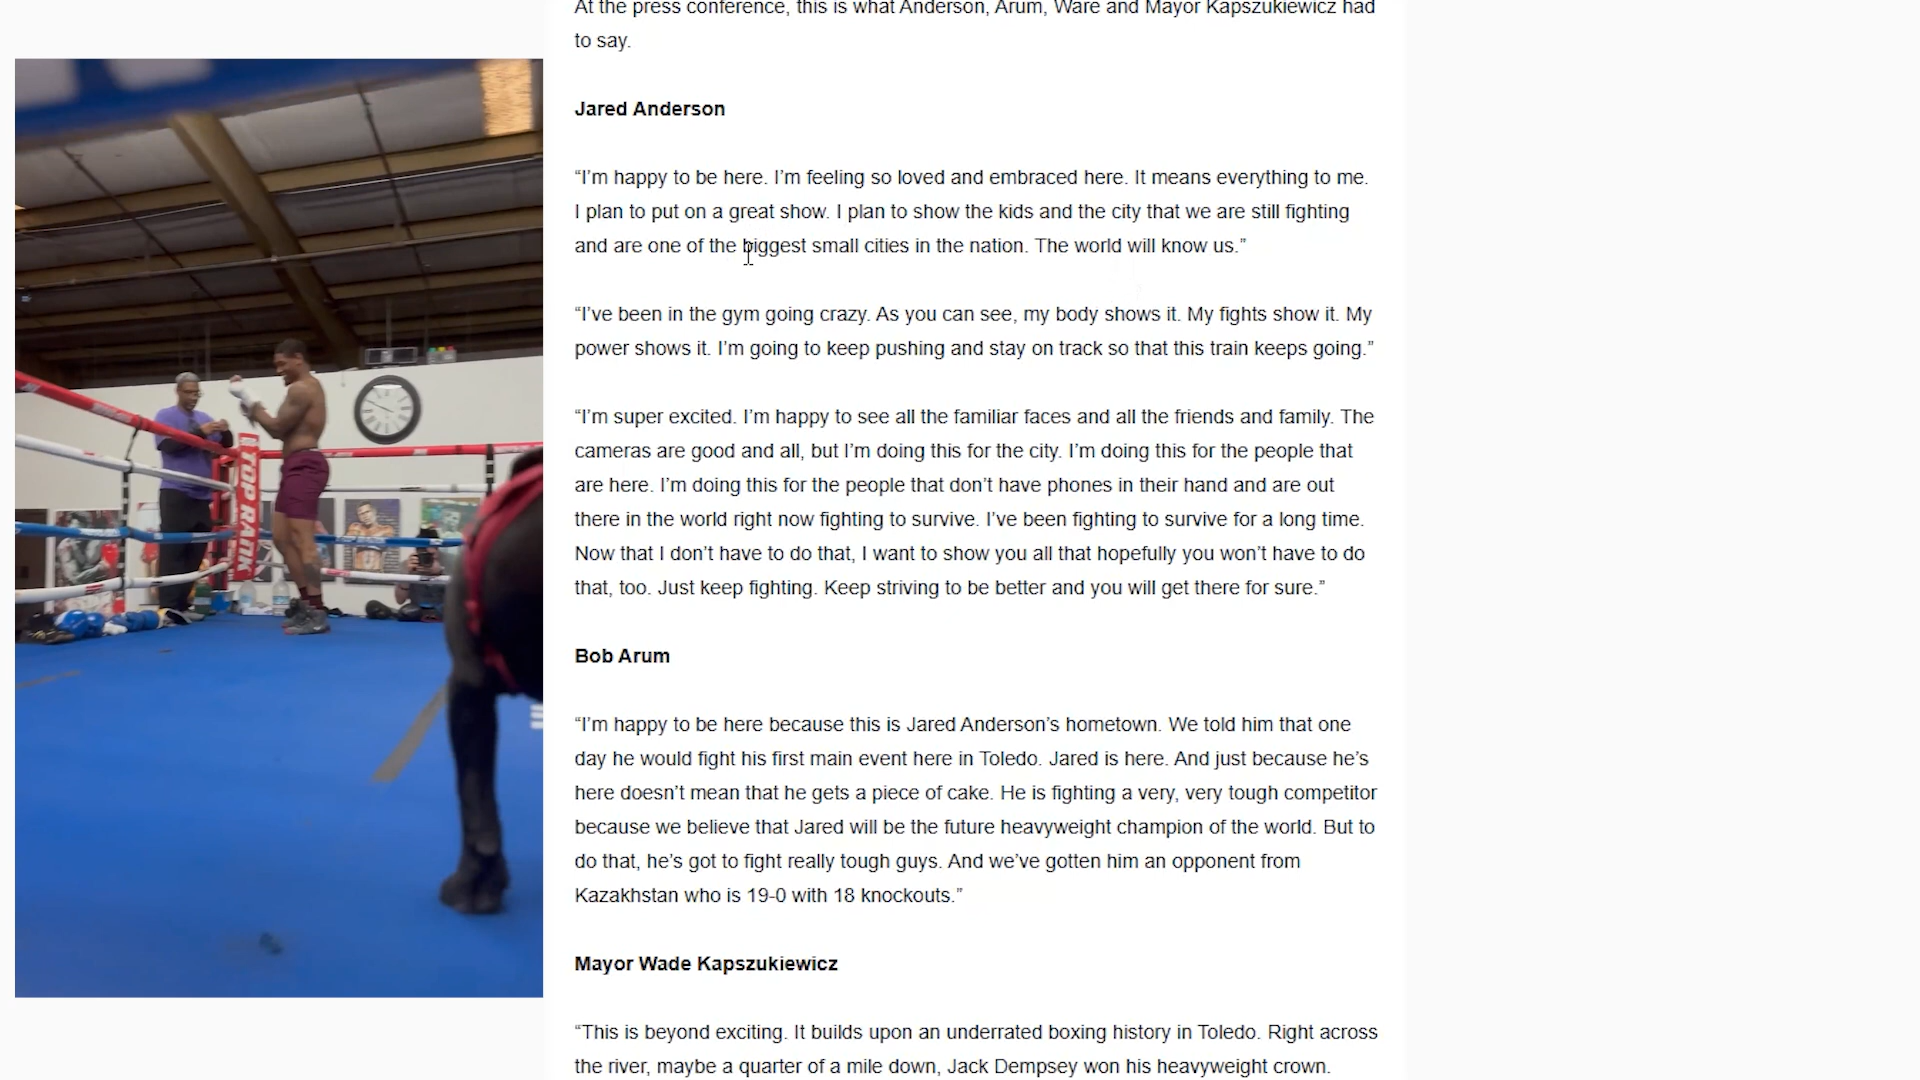 At the press conference, this is what Anderson, Arum, Ware and Mayor Kapszukiewicz had
to say.
Jared Anderson
“I’m happy to be here. I’m feeling so loved and embraced here. It means everything to me.
I plan to put on a great show. I plan to show the kids and the city that we are still fighting
and are one of the biggest small cities in the nation. The world will know us.”
“I’ve been in the gym going crazy. As you can see, my body shows it. My fights show it. My
power shows it. I’m going to keep pushing and stay on track so that this train keeps going.”
“I’m super excited. I’m happy to see all the familiar faces and all the friends and family. The
cameras are good and all, but I’m doing this for the city. I’m doing this for the people that
are here. I’m doing this for the people that don’t have phones in their hand and are out
there in the world right now fighting to survive. I’ve been fighting to survive for a long time.
Now that I don’t have to do that, I want to show you all that hopefully you won’t have to do
that, too. Just keep fighting. Keep striving to be better and you will get there for sure.”
Bob Arum
“I’m happy to be here because this is Jared Anderson’s hometown. We told him that one
day he would fight his first main event here in Toledo. Jared is here. And just because he’s
here doesn’t mean that he gets a piece of cake. He is fighting a very, very tough competitor
because we believe that Jared will be the future heavyweight champion of the world. But to
do that, he’s got to fight really tough guys. And we’ve gotten him an opponent from
Kazakhstan who is 19-0 with 18 knockouts.”
Mayor Wade Kapszukiewicz
“This is beyond exciting. It builds upon an underrated boxing history in Toledo. Right across
the river, maybe a quarter of a mile down, Jack Dempsey won his heavyweight crown.
TOP RANK